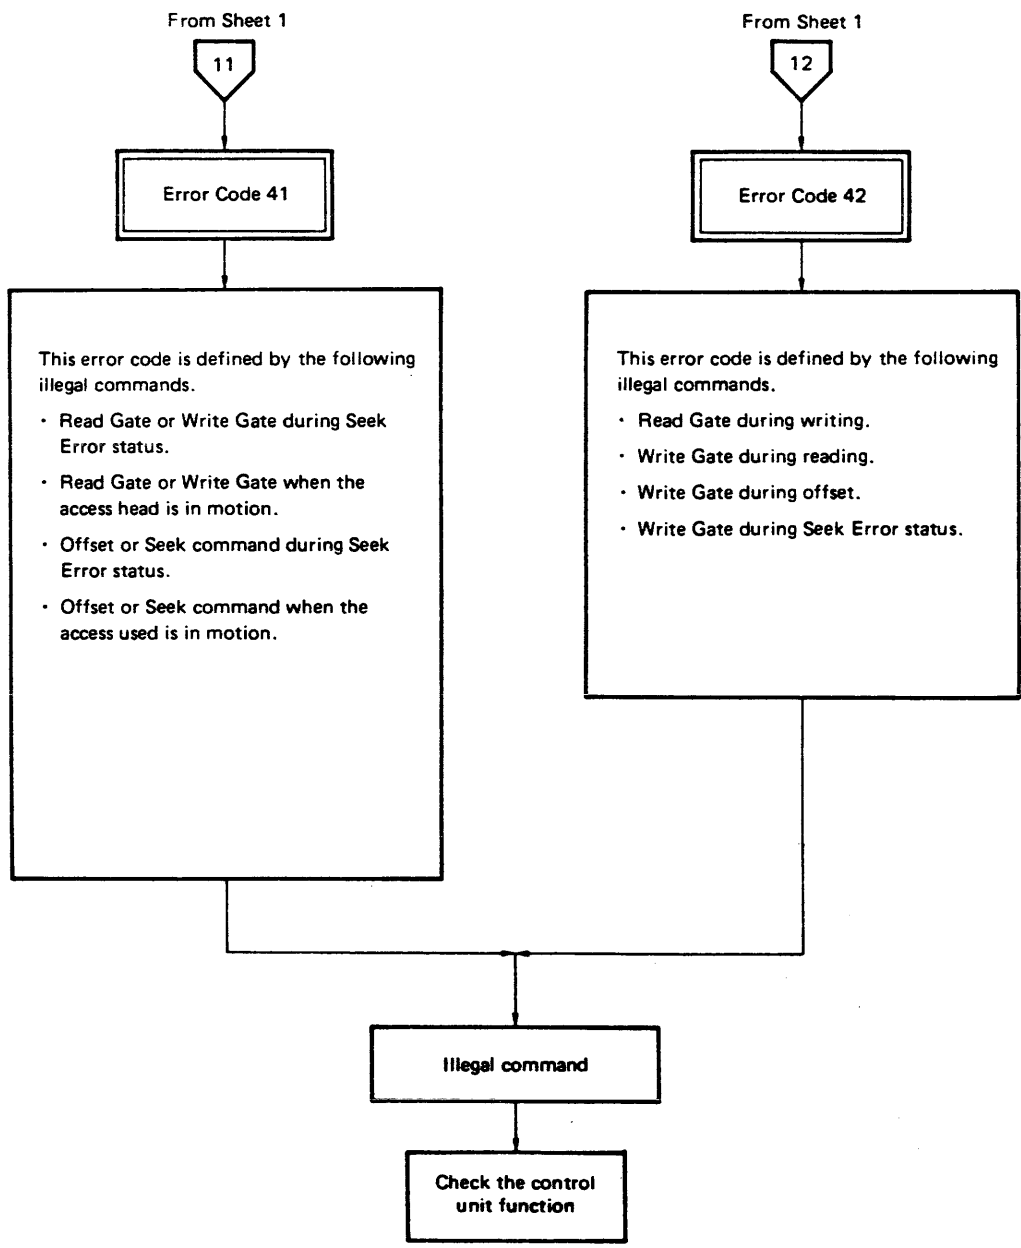 From Sheet 1
11
Error Code 41
This error code is defined by the following
illegal commands.
· Read Gate or Write Gate during Seek
Error status.
· Read Gate or Write Gate when the
access head is in motion.
· Offset or Seek command during Seek
Error status.
· Offset or Seek command when the
access used is in motion.
From Sheet 1
12
Error Code 42
This error code is defined by the following
illegal commands.
· Read Gate during writing.
· Write Gate during reading.
· Write Gate during offset.
· Write Gate during Seek Error status.
Illegal command
Check the control
unit function